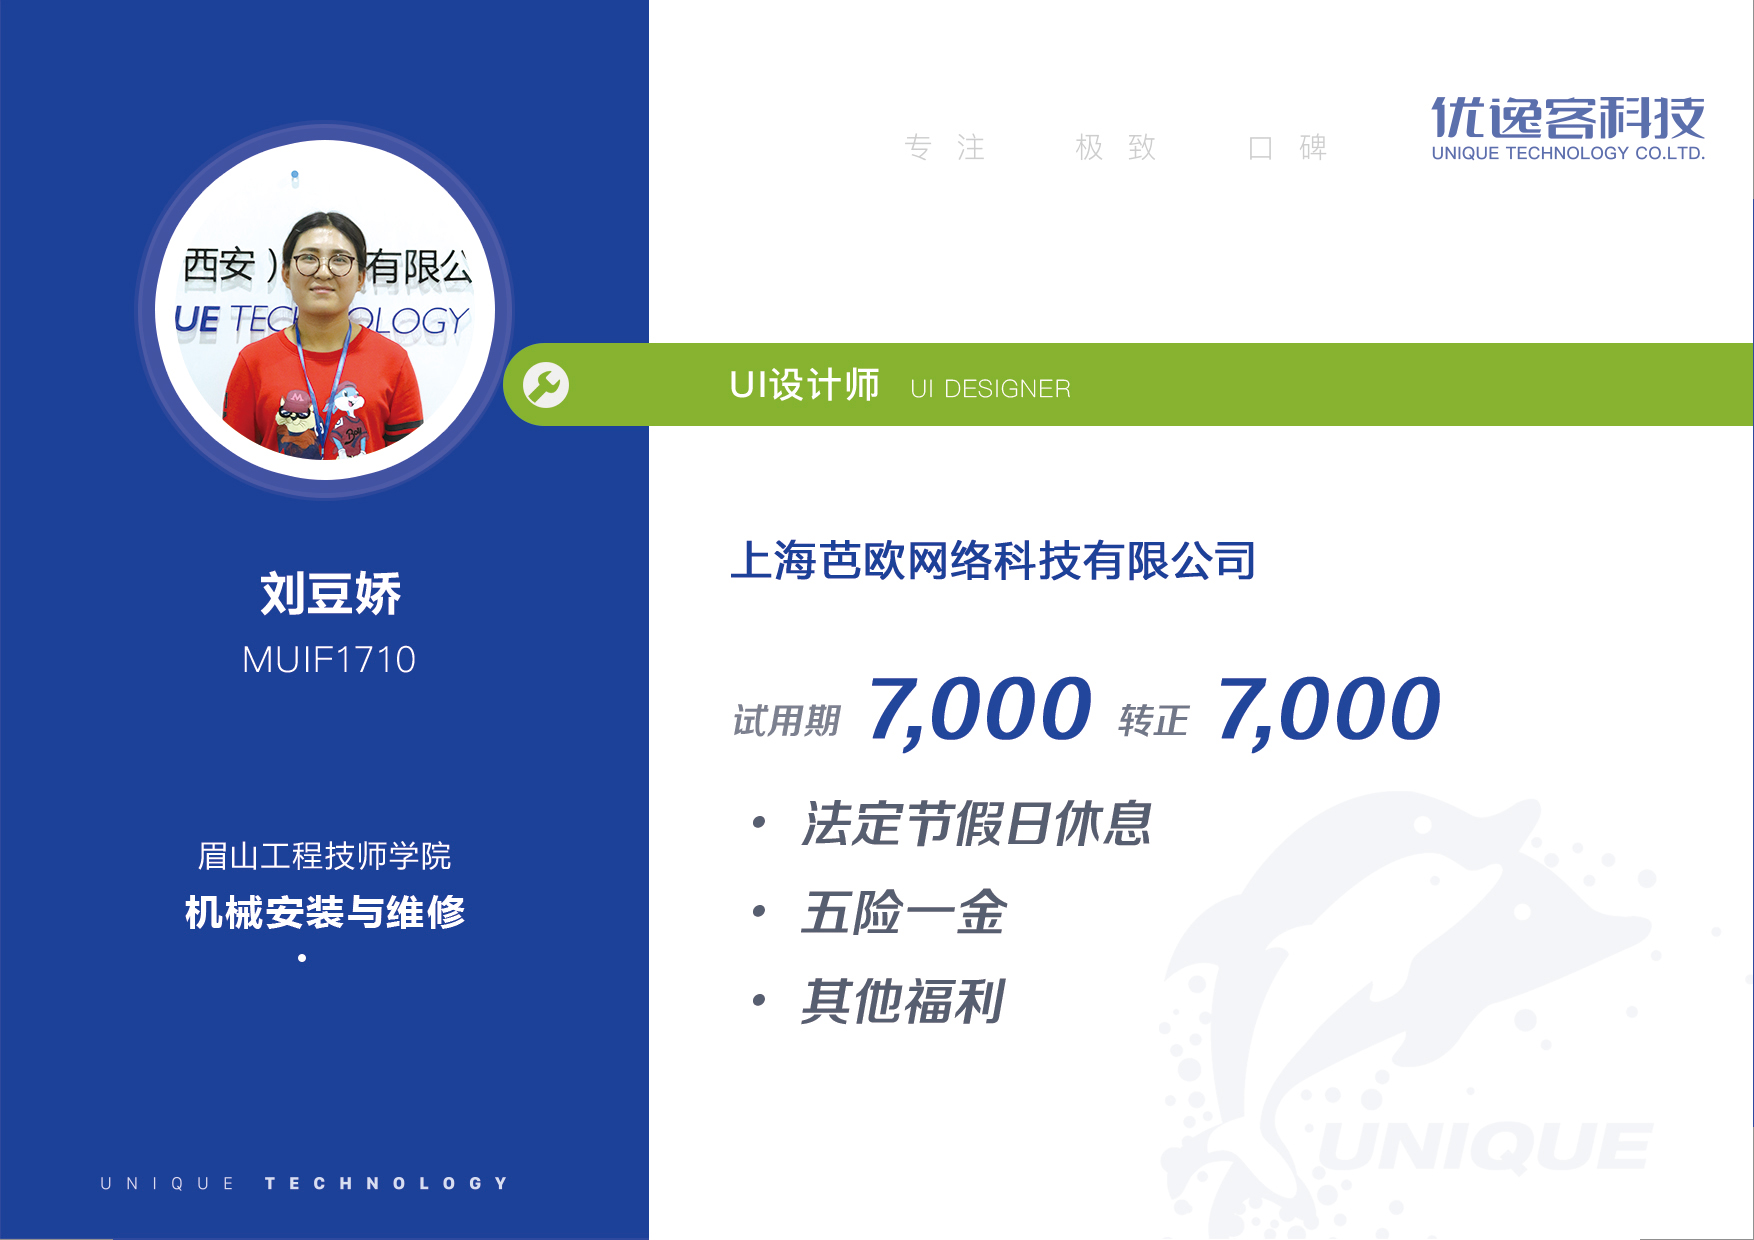 专注 极致 口碑
优逸客科技
UNIQUE TECHNOLOGY CO.LTD.
西安）
有限公
UE TEC
OLOGY
UI设计师 UI DESIGNER
刘豆娇
MUIF1710
眉山工程技师学院
机械安装与维修
UNIQUE TECHNOLOGY
上海芭欧网络科技有限公司
试用期 7,000 转正 7,000
• 法定节假日休息
• 五险一金
• 其他福利
UNIQUE